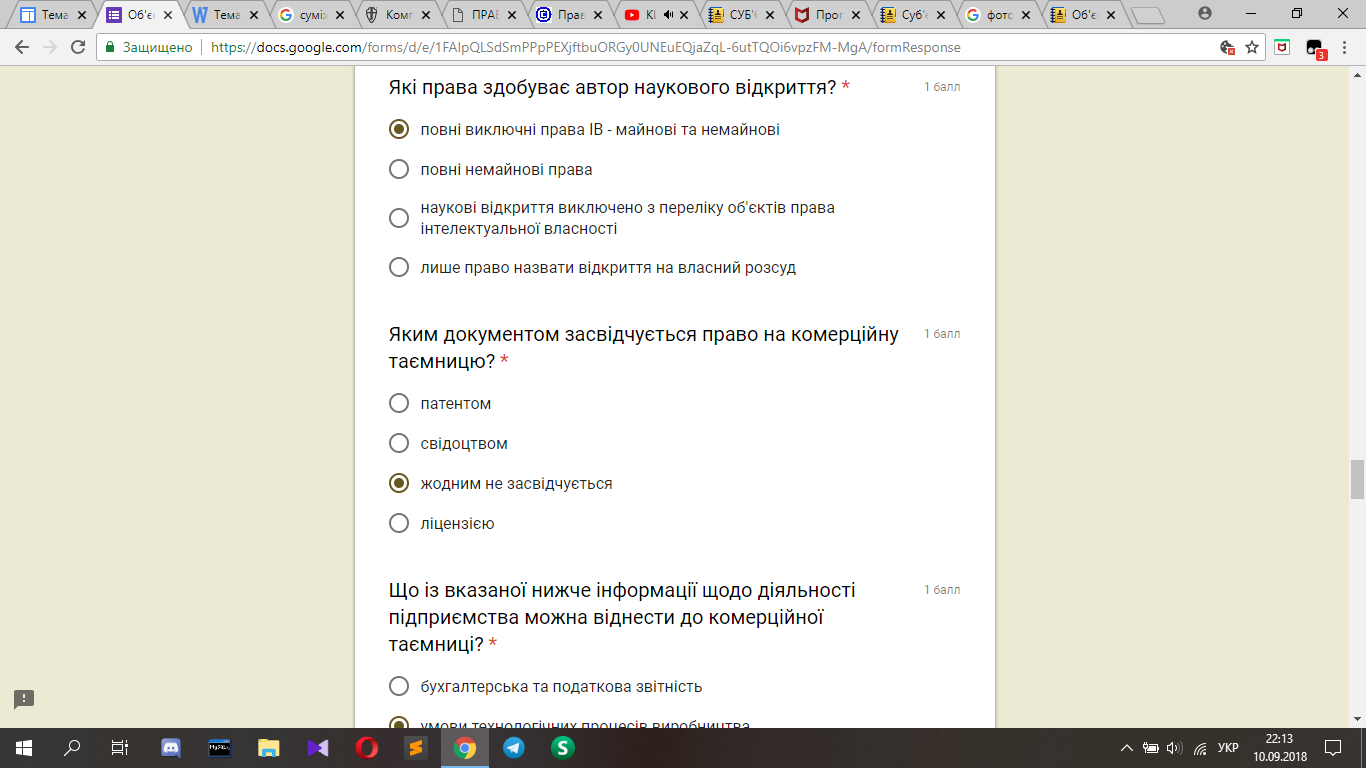 Тема
Об'є
Тема
сумі
Комг
ПРАЕ
Прав
КІ
СУБ'
Прог
Суб'є
фото
Об'є
Защищено
https://docs.google.com/forms/d/e/1FAIpQLSdSmPPpPEXjftbuORGy0UNEuEQjaZqL-6utTQOi6vpzFM-MgA/formResponse
3
Які права здобуває автор наукового відкриття? *
1 балл
повні виключні права ІВ - майнові та немайнові
повні немайнові права
наукові відкриття виключено з переліку об'єктів права
інтелектуальної власності
лише право назвати відкриття на власний розсуд
Яким документом засвідчується право на комерційну
таємницю? *
1 балл
патентом
свідоцтвом
жодним не засвідчується
ліцензією
Що із вказаної нижче інформації щодо діяльності
підприємства можна віднести до комерційної
таємниці? *
1 балл
бухгалтерська та податкова звітність
умови технологічних процесів виробництва
MySQL
УКР
22:13
10.09.2018